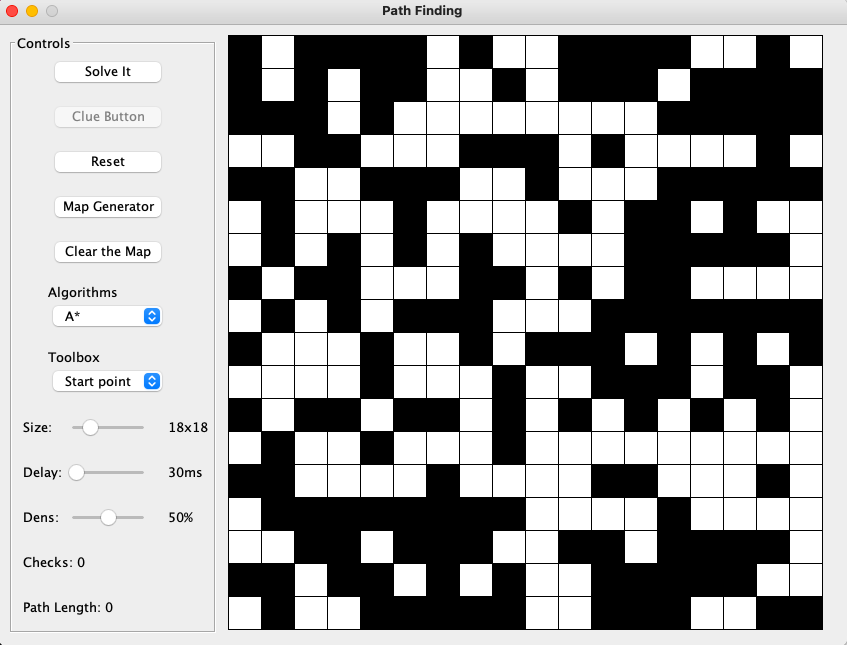 Path Finding
Controls
Solve It
Clue Button
Reset
Map Generator
Clear the Map
Algorithms
A*
Toolbox
Start point
Size: 18x18
Delay: 30ms
Dens: 50%
Checks: 0
Path Length: 0